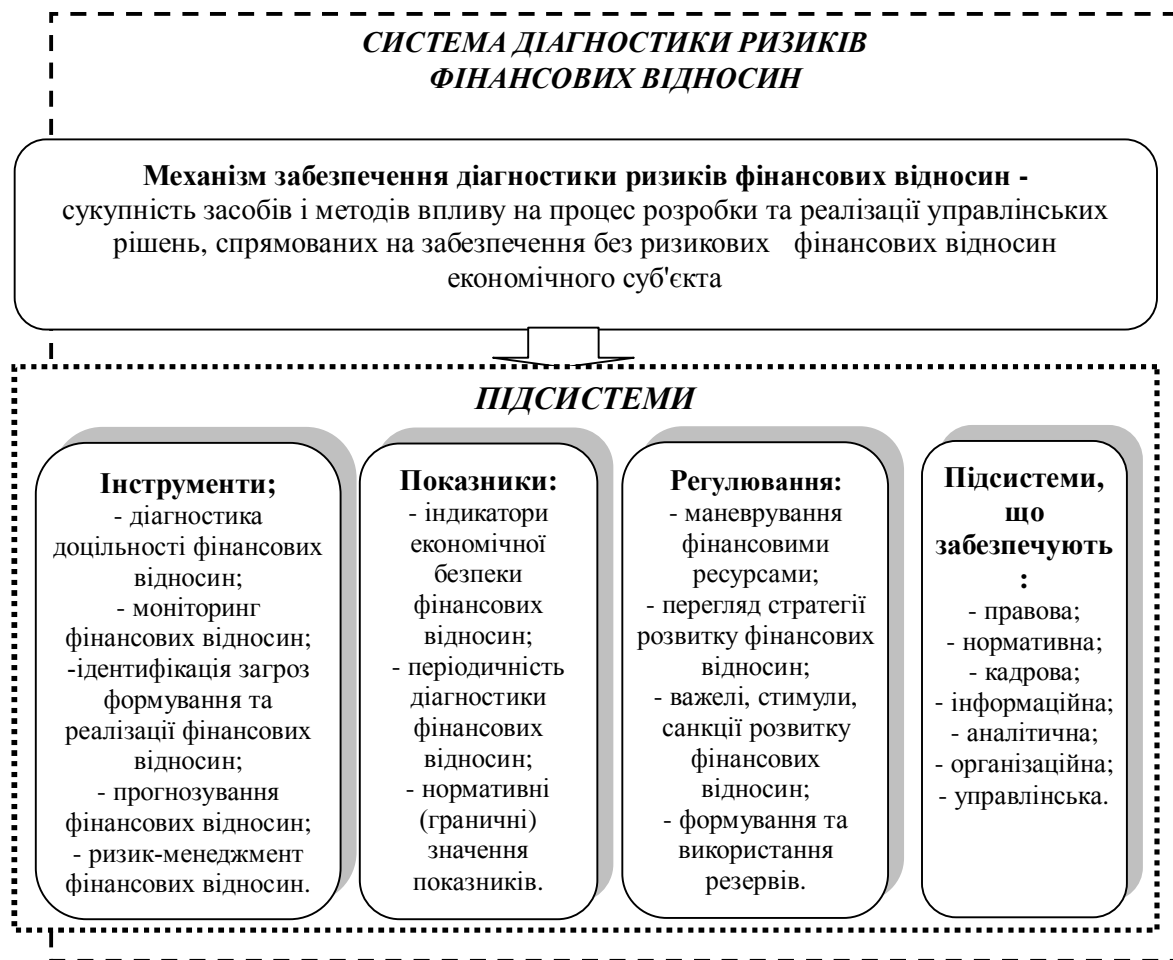 СИСТЕМА ДІАГНОСТИКИ РИЗИКІВ
ФІНАНСОВИХ ВІДНОСИН
Механізм забезпечення діагностики ризиків фінансових відносин -
сукупність засобів і методів впливу на процес розробки та реалізації управлінських
рішень, спрямованих на забезпечення без ризикових фінансових відносин
економічного суб'єкта
ПІДСИСТЕМИ
Інструменти;
- діагностика
доцільності фінансових
відносин;
- моніторинг
фінансових відносин;
-ідентифікація загроз
формування та
реалізації фінансових
відносин;
- прогнозування
фінансових відносин;
- ризик-менеджмент
фінансових відносин.
Показники:
- індикатори
економічної
безпеки
фінансових
відносин;
- періодичність
діагностики
фінансових
відносин;
- нормативні
(граничні)
значення
показників.
Регулювання:
- маневрування
фінансовими
ресурсами;
- перегляд стратегії
розвитку фінансових
відносин;
- важелі, стимули,
санкції розвитку
фінансових
відносин;
- формування та
використання
резервів.
Підсистеми,
що
забезпечують
:
- правова;
- нормативна;
- кадрова;
- інформаційна;
- аналітична;
- організаційна;
- управлінська.